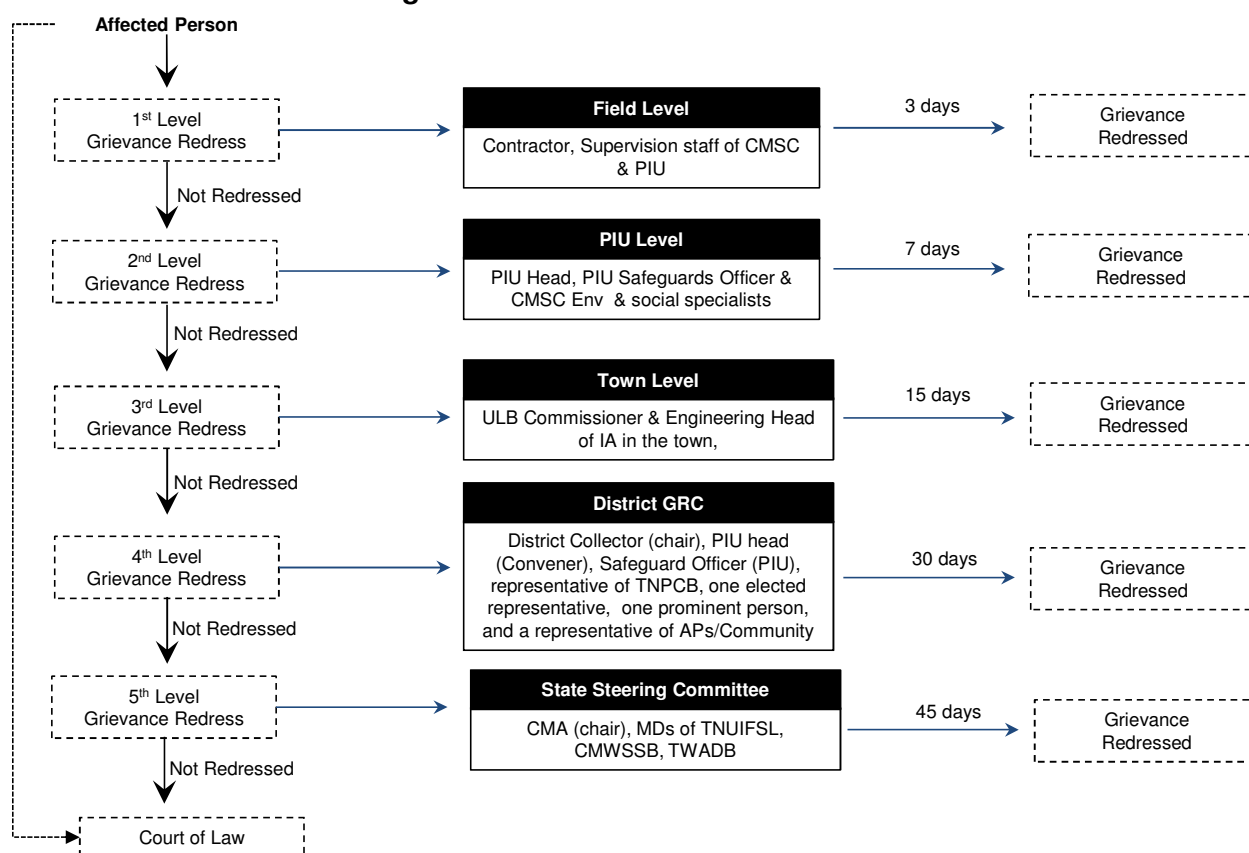 Affected Person
1st Level
Grievance Redress
Field Level
Contractor, Supervision staff of CMSC
& PIU
3 days
Grievance
Redressed
Not Redressed
2nd Level
Grievance Redress
PIU Level
PIU Head, PIU Safeguards Officer &
CMSC Env & social specialists
7 days
Grievance
Redressed
Not Redressed
3rd Level
Grievance Redress
Town Level
ULB Commissioner & Engineering Head
of IA in the town,
15 days
Grievance
Redressed
Not Redressed
4th Level
Grievance Redress
District GRC
District Collector (chair), PIU head
(Convener), Safeguard Officer (PIU),
representative of TNPCB, one elected
representative, one prominent person,
and a representative of APs/Community
30 days
Grievance
Redressed
Not Redressed
5th Level
Grievance Redress
State Steering Committee
CMA (chair), MDs of TNUIFSL,
CMWSSB, TWADB
45 days
Grievance
Redressed
Not Redressed
Court of Law